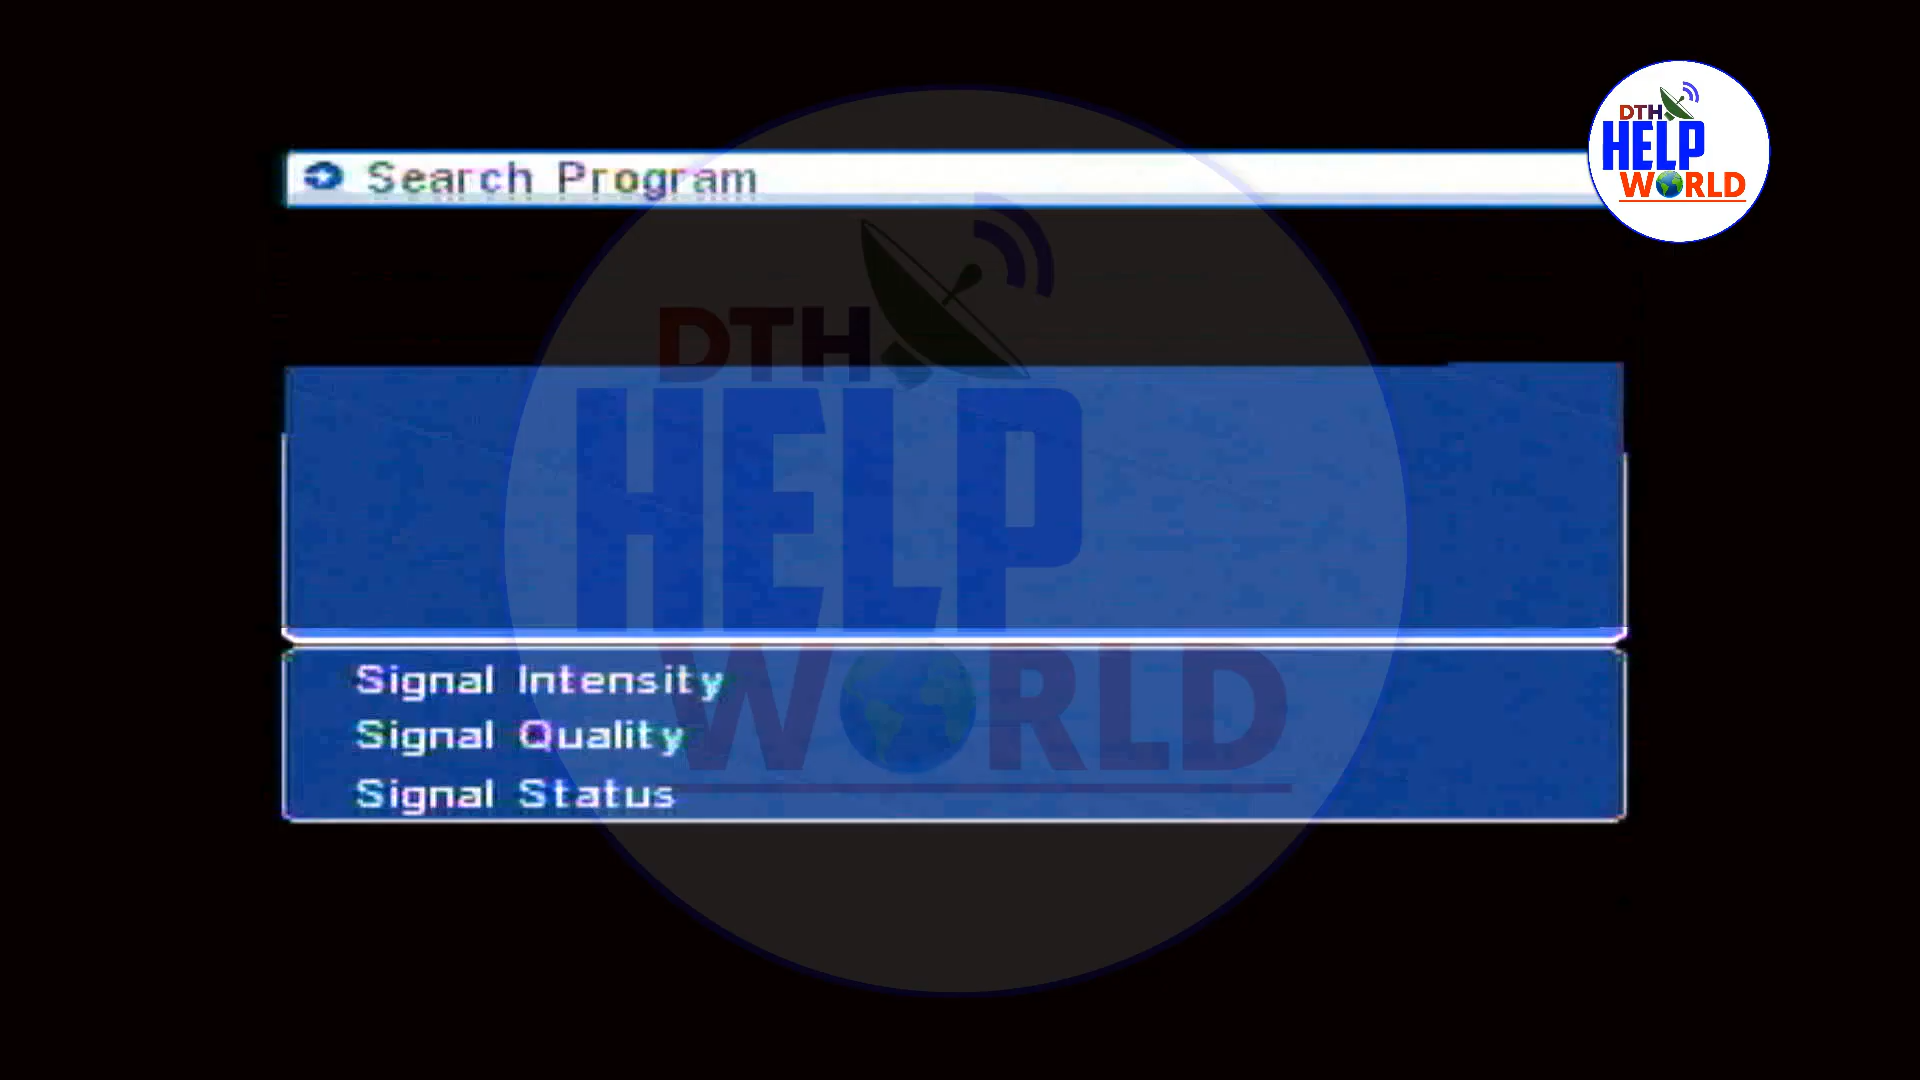 Search Program
DTH
HELP
WORLD
DTH
HELP
WORLD
Signal Intensity
Signal Quality
Signal Status